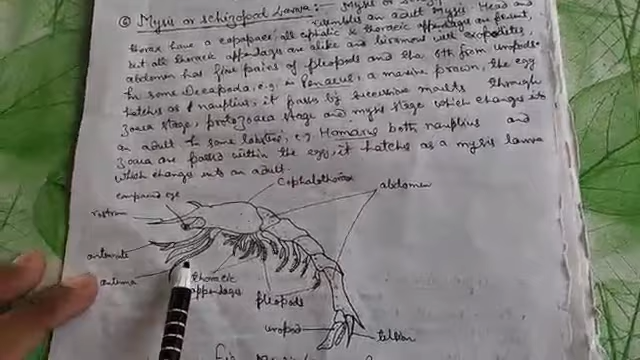 ⑥ Mysis or schizopod larva:- Mysis or
resembles an adult Mysis. Head and
thorax have a carapace, all cephalic & thoracic appendages are present,
but all thoracic appendages are alike and biramous with exopodites,
abdomen has five pairs of pleopods and the 6th from uropods.
In some Decapoda, e.g. in Penaeus, a marine prawn, the egg
hatches as nauplius, it passes by successive moults through
Zoaea stage, protozoaea stage and mysis stage which changes into
an adult. In some lobsters, e.g. Homarus both nauplius and
Zoaea are passed within the egg, it hatches as a mysis larva
which changes into an adult.
Cephalothorax
abdomen
compound eye
rostrum
antennule
antenna
thoracic
appendages
pleopods
uropod
telson
Fig.